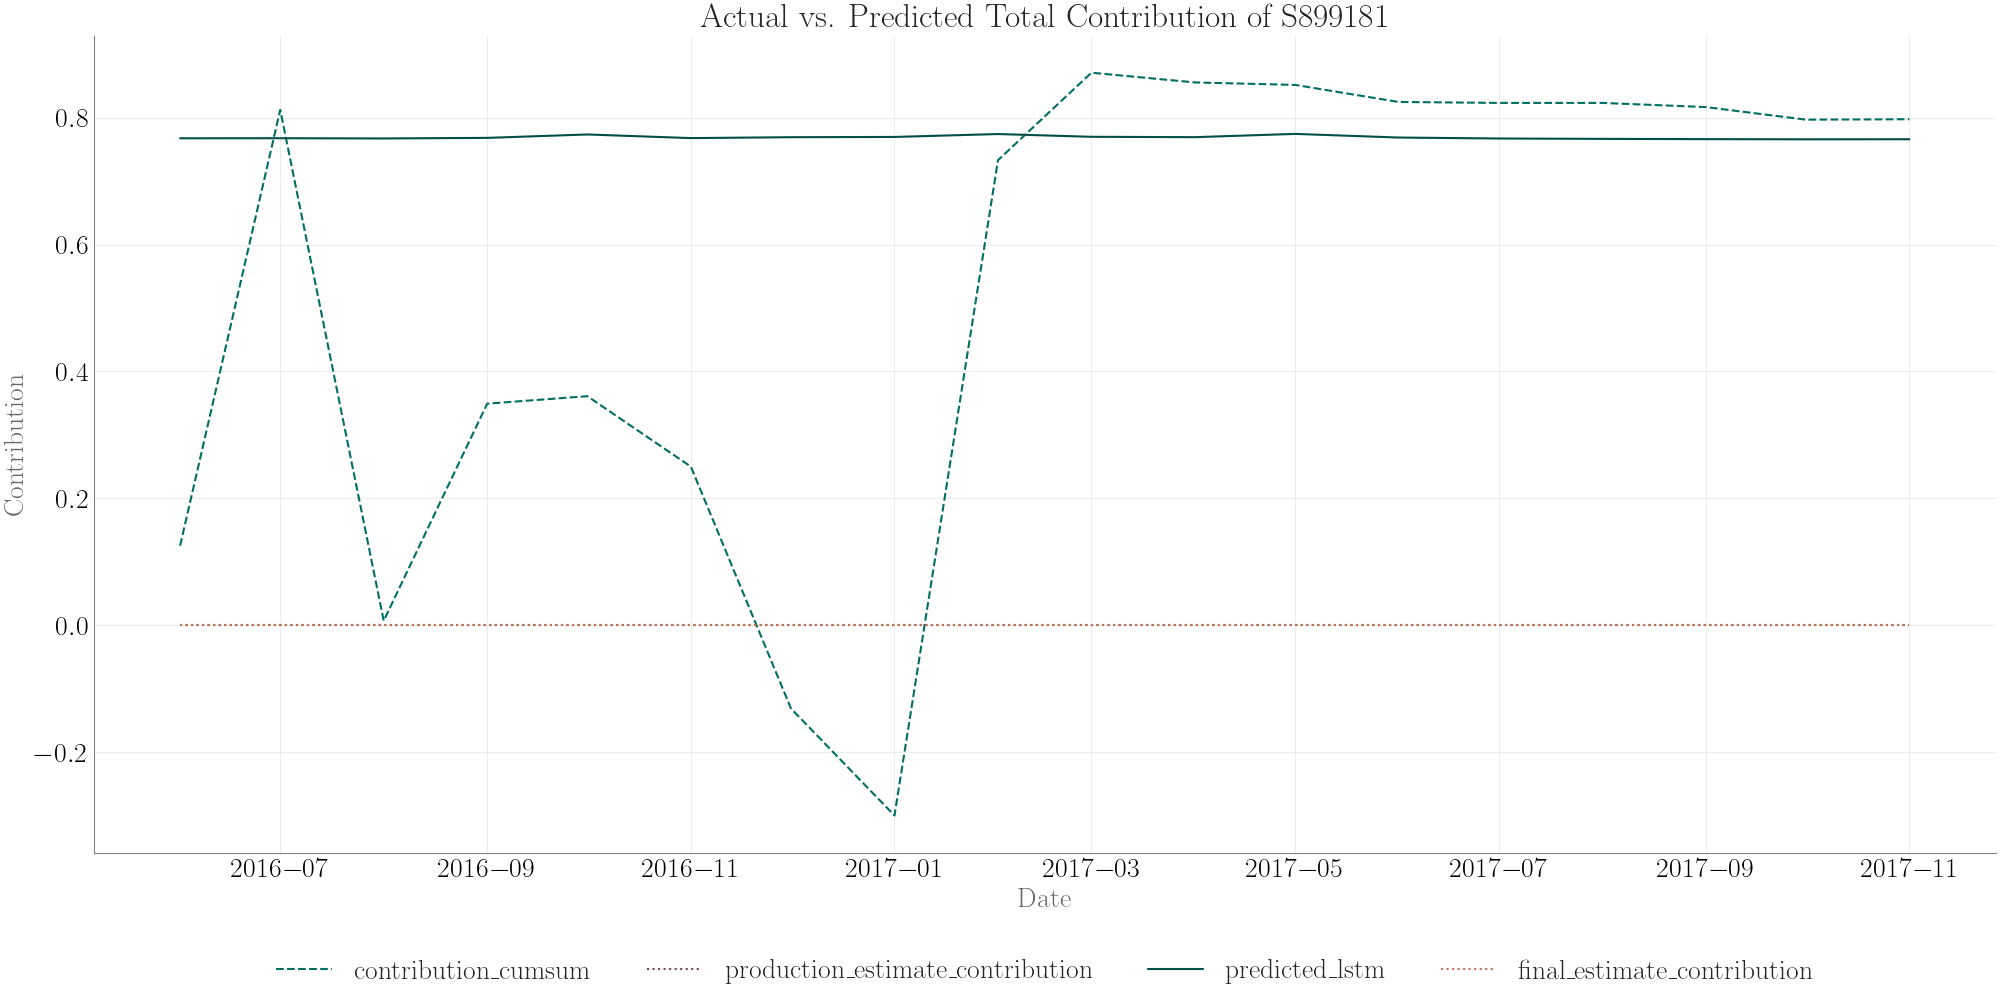 Actual vs. Predicted Total Contribution of S899181
Contribution
0.8
0.6
0.4
0.2
0.0
−0.2
2016−07 2016−09 2016−11 2017−01 2017−03 2017−05 2017−07 2017−09 2017−11
Date
contribution_cumsum production_estimate_contribution predicted_lstm final_estimate_contribution